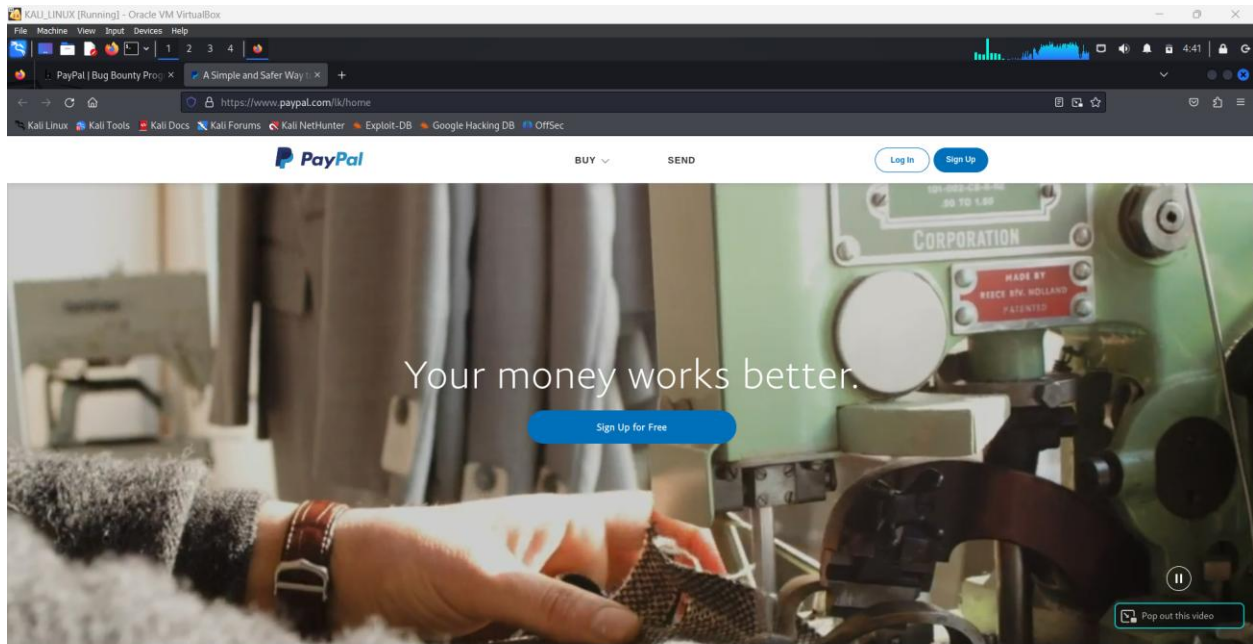 KALI_LINUX [Running] - Oracle VM VirtualBox
File Machine View Input Devices Help
1 2 3 4
4:41
PayPal | Bug Bounty Prog
A Simple and Safer Way t
https://www.paypal.com/lk/home
Kali Linux Kali Tools Kali Docs Kali Forums Kali NetHunter Exploit-DB Google Hacking DB OffSec
PayPal BUY SEND Log In Sign Up
CORPORATION
MADE BY
REECE BIV. HOLLAND
PATENTED
Your money works better.
Sign Up for Free
Pop out this video